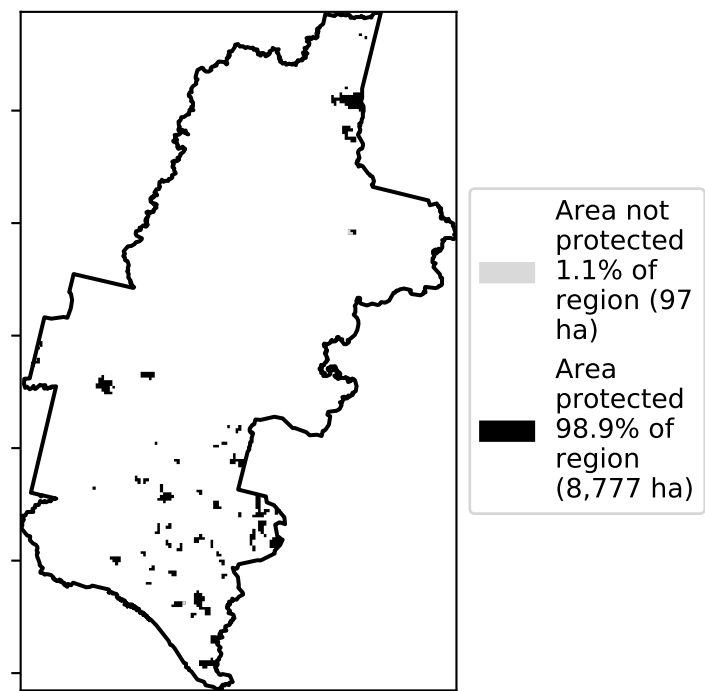 Area not
protected
1.1% of
region (97
ha)
Area
protected
98.9% of
region
(8,777 ha)